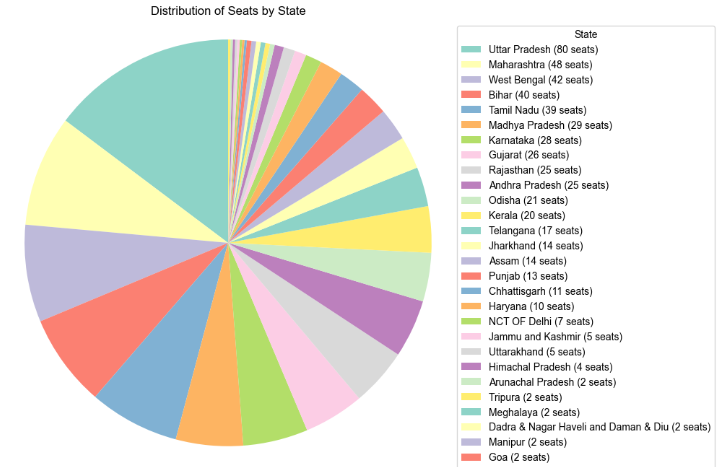 Distribution of Seats by State
State
Uttar Pradesh (80 seats)
Maharashtra (48 seats)
West Bengal (42 seats)
Bihar (40 seats)
Tamil Nadu (39 seats)
Madhya Pradesh (29 seats)
Karnataka (28 seats)
Gujarat (26 seats)
Rajasthan (25 seats)
Andhra Pradesh (25 seats)
Odisha (21 seats)
Kerala (20 seats)
Telangana (17 seats)
Jharkhand (14 seats)
Assam (14 seats)
Punjab (13 seats)
Chhattisgarh (11 seats)
Haryana (10 seats)
NCT OF Delhi (7 seats)
Jammu and Kashmir (5 seats)
Uttarakhand (5 seats)
Himachal Pradesh (4 seats)
Arunachal Pradesh (2 seats)
Tripura (2 seats)
Meghalaya (2 seats)
Dadra & Nagar Haveli and Daman & Diu (2 seats)
Manipur (2 seats)
Goa (2 seats)